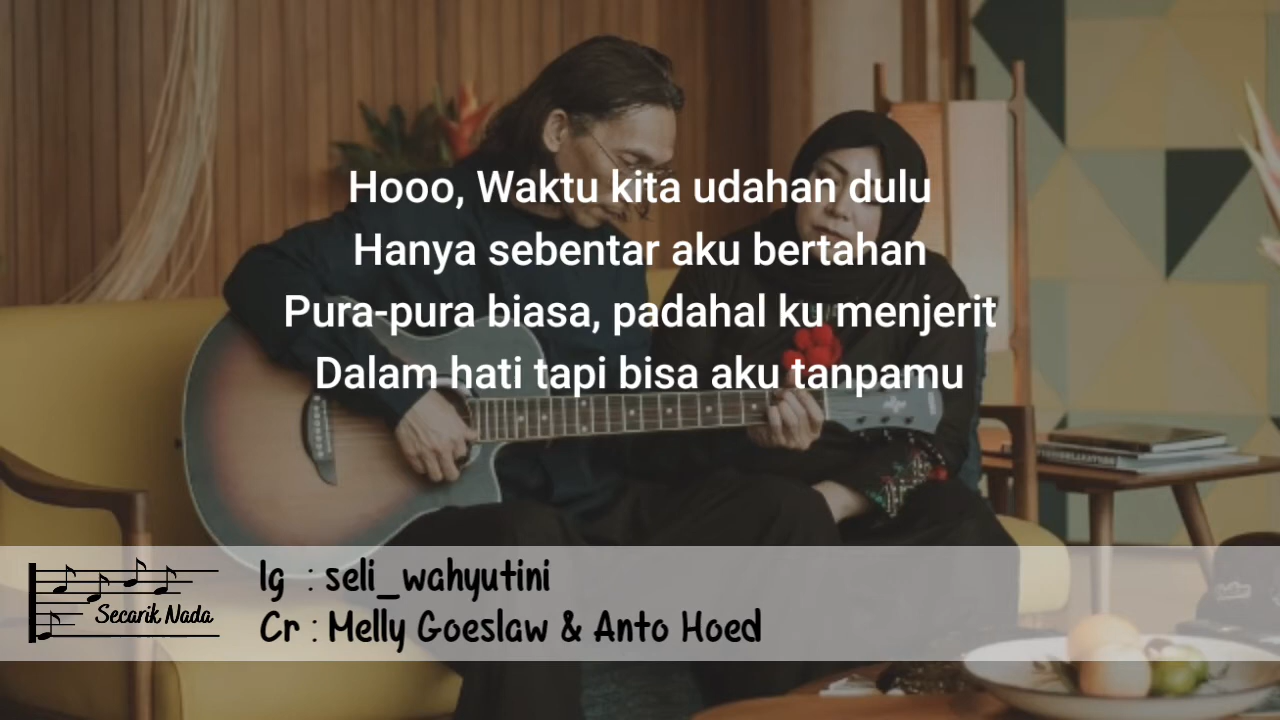 Hooo, Waktu kita udahan dulu
Hanya sebentar aku bertahan
Pura-pura biasa, padahal ku menjerit
Dalam hati tapi bisa aku tanpamu
Secarik Nada
Ig : seli_wahyutini
Cr : Melly Goeslaw & Anto Hoed